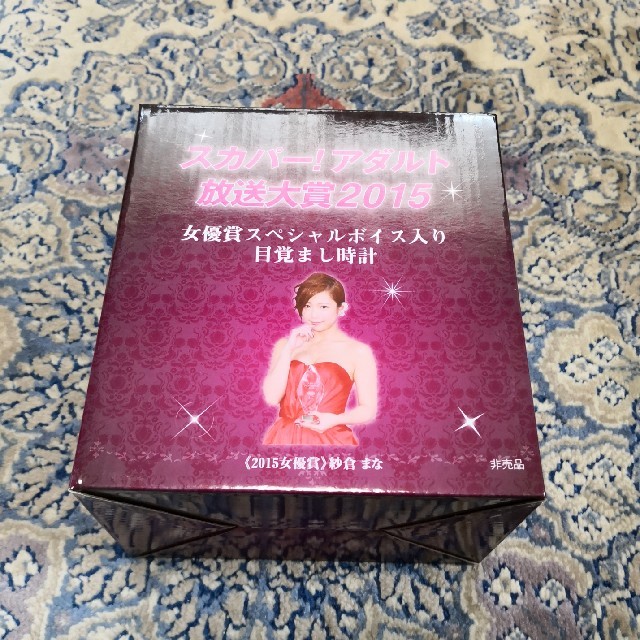 スカパー!アダルト
放送大賞2015
女優賞スペシャルボイス入り
目覚まし時計
《2015女優賞》紗倉 まな
非売品